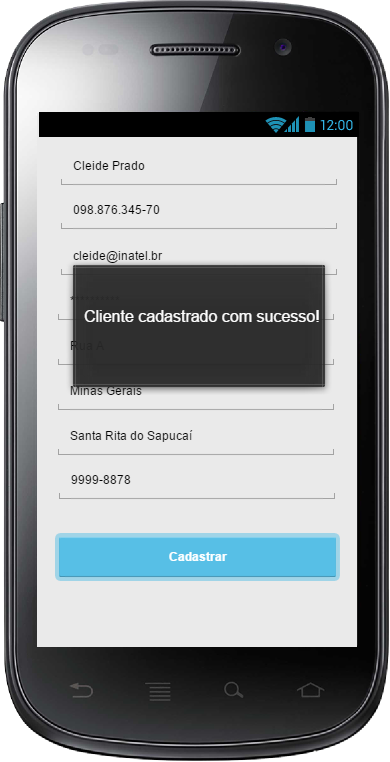 12:00
Cleide Prado
098.876.345-70
cleide@inatel.br
Cliente cadastrado com sucesso!
Rua A
Minas Gerais
Santa Rita do Sapucaí
9999-8878
Cadastrar